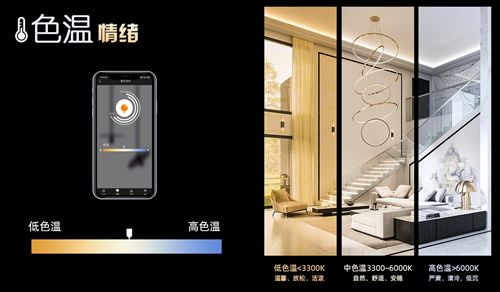 色温 情绪
低色温
高色温
低色温<3300K
温馨、放松、活泼
中色温3300~6000K
自然、舒适、安稳
高色温>6000K
严肃、清冷、低沉